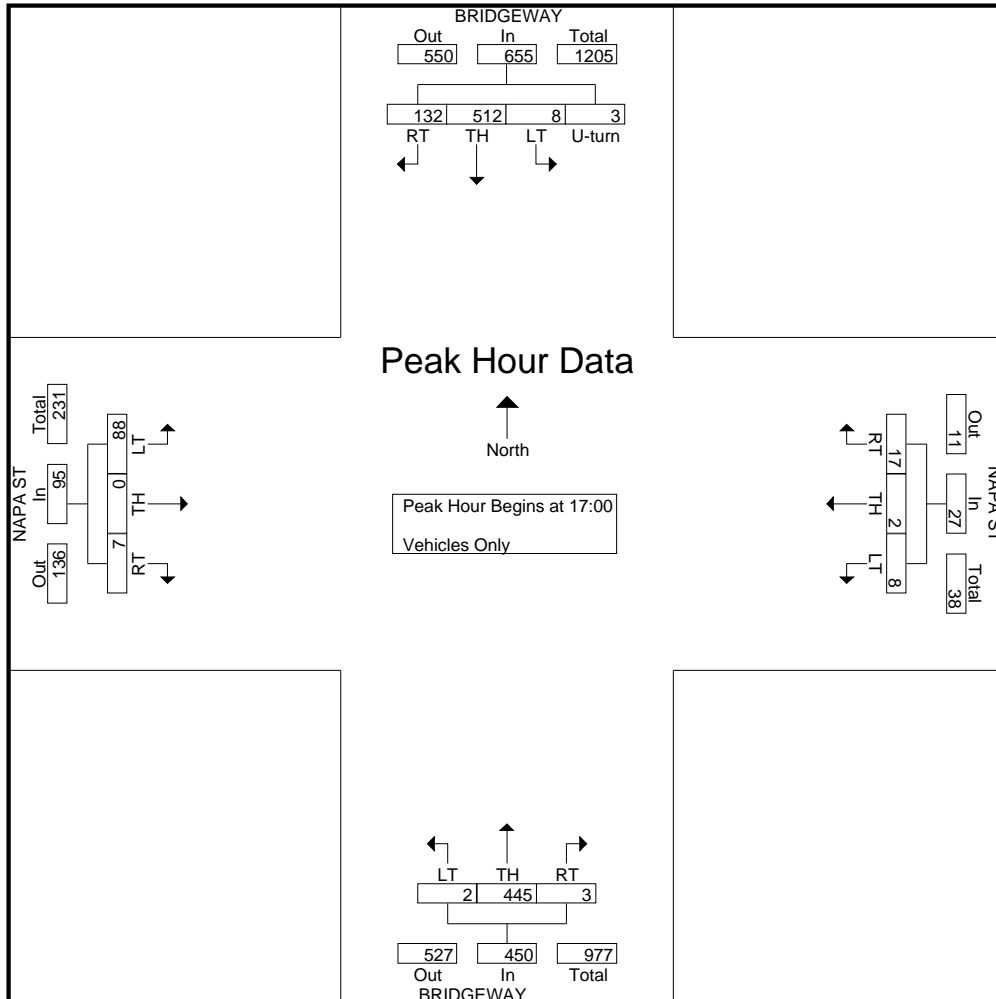 BRIDGEWAY
Out In Total
550 655 1205
132 512 8 3
RT TH LT U-turn
Peak Hour Data
North
Peak Hour Begins at 17:00
Vehicles Only
NAPA ST
Total In Out
231 95 136
88 0 7
LT TH RT
NAPA ST
Out In Total
11 27 38
17 2 8
RT TH LT
LT TH RT
2 445 3
527 450 977
Out In Total
BRIDGEWAY